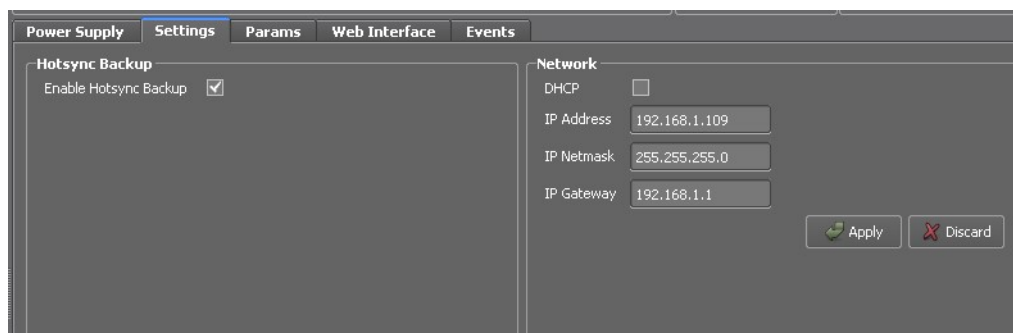 Power Supply Settings Params Web Interface Events
Hotsync Backup
Enable Hotsync Backup
Network
DHCP
IP Address 192.168.1.109
IP Netmask 255.255.255.0
IP Gateway 192.168.1.1
Apply Discard